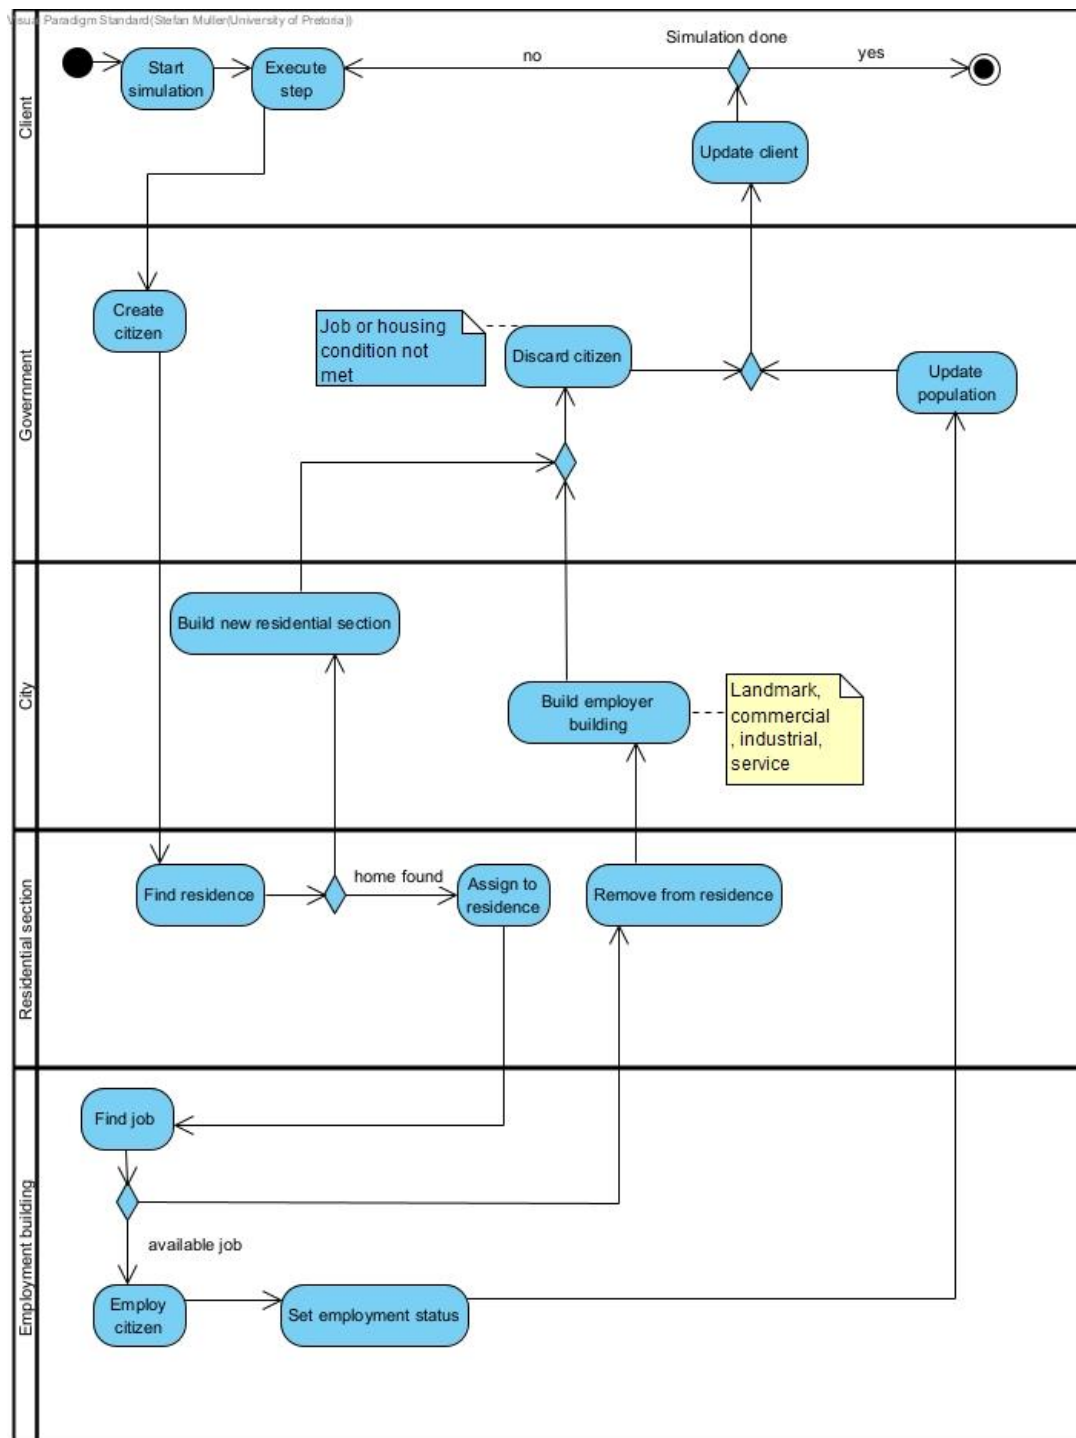 Visual Paradigm Standard(Stefan Muller(University of Pretoria))
Client
Start
simulation
Execute
step
no
Simulation done
yes
Update client
Government
Create
citizen
Job or housing
condition not
met
Discard citizen
Update
population
City
Build new residential section
Build employer
building
Landmark,
commercial
, industrial,
service
Residential section
Find residence
home found
Assign to
residence
Remove from residence
Employment building
Find job
available job
Employ
citizen
Set employment status